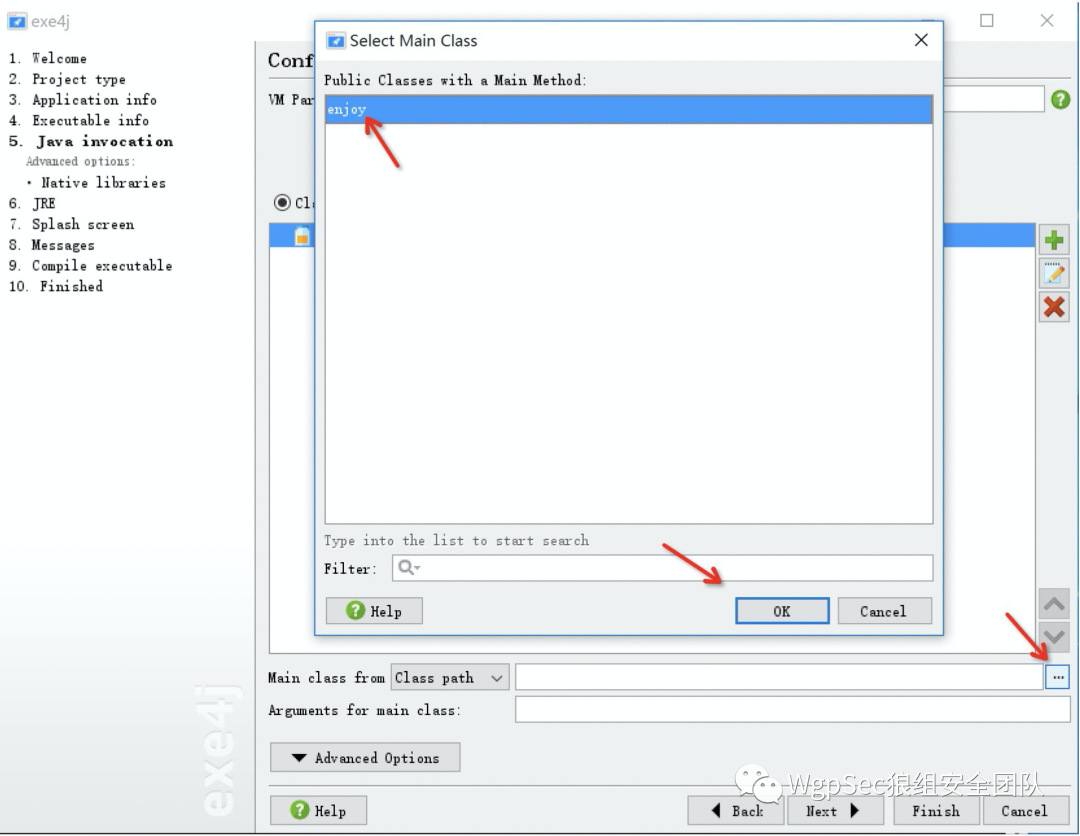 exe4j
1. Welcome
2. Project type
3. Application info
4. Executable info
5. Java invocation
Advanced options:
• Native libraries
6. JRE
7. Splash screen
8. Messages
9. Compile executable
10. Finished
exe4j
Conf
VM Par
Cl
Select Main Class
Public Classes with a Main Method:
enjoy
Type into the list to start search
Filter:
Help
OK
Cancel
Main class from Class path
...
Arguments for main class:
Advanced Options
WgpSec狼组安全团队
Help
Back
Next
Finish
Cancel